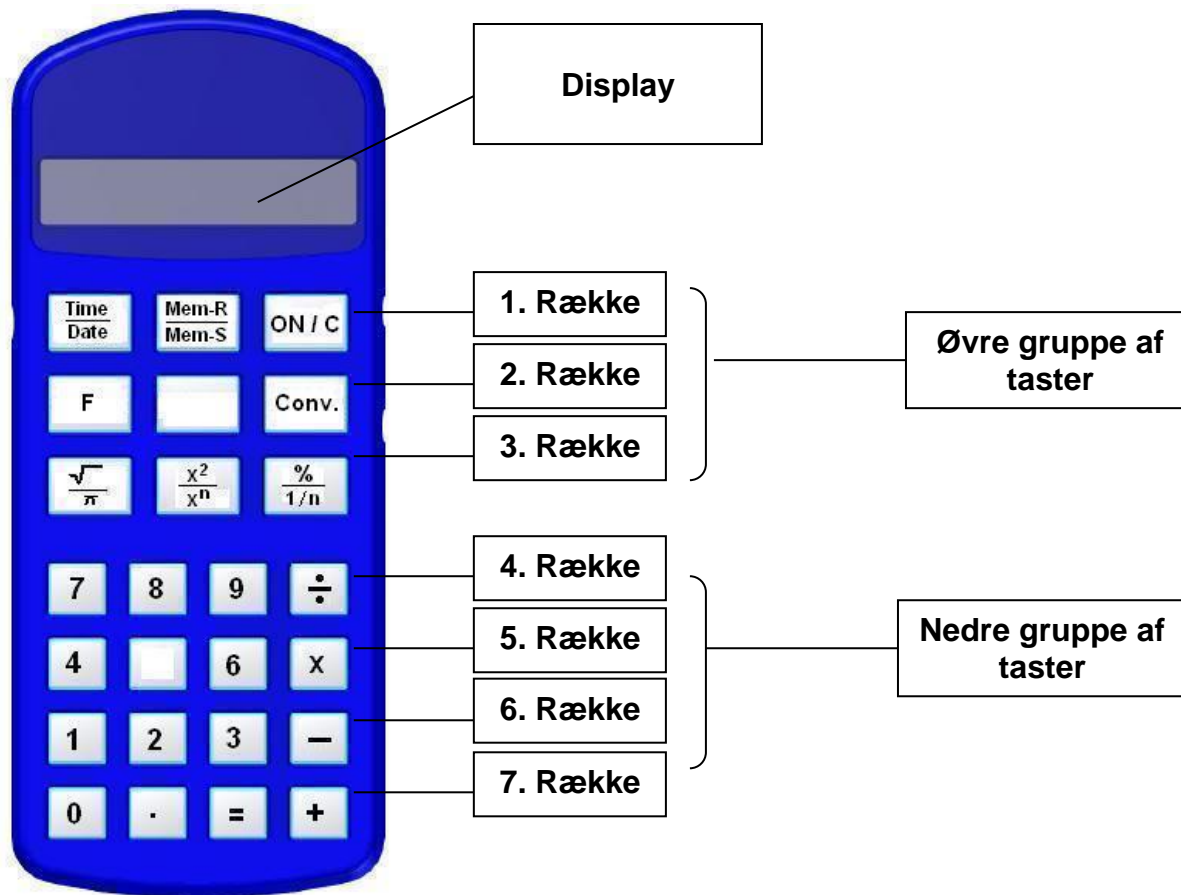 Display
Time
Date
Mem-R
Mem-S
ON / C
1. Række
F
Conv.
2. Række
√
π
x²
xⁿ
%
1/n
3. Række
Øvre gruppe af
taster
7 8 9 ÷
4. Række
4 6 x
5. Række
1 2 3 −
6. Række
0 . = +
7. Række
Nedre gruppe af
taster